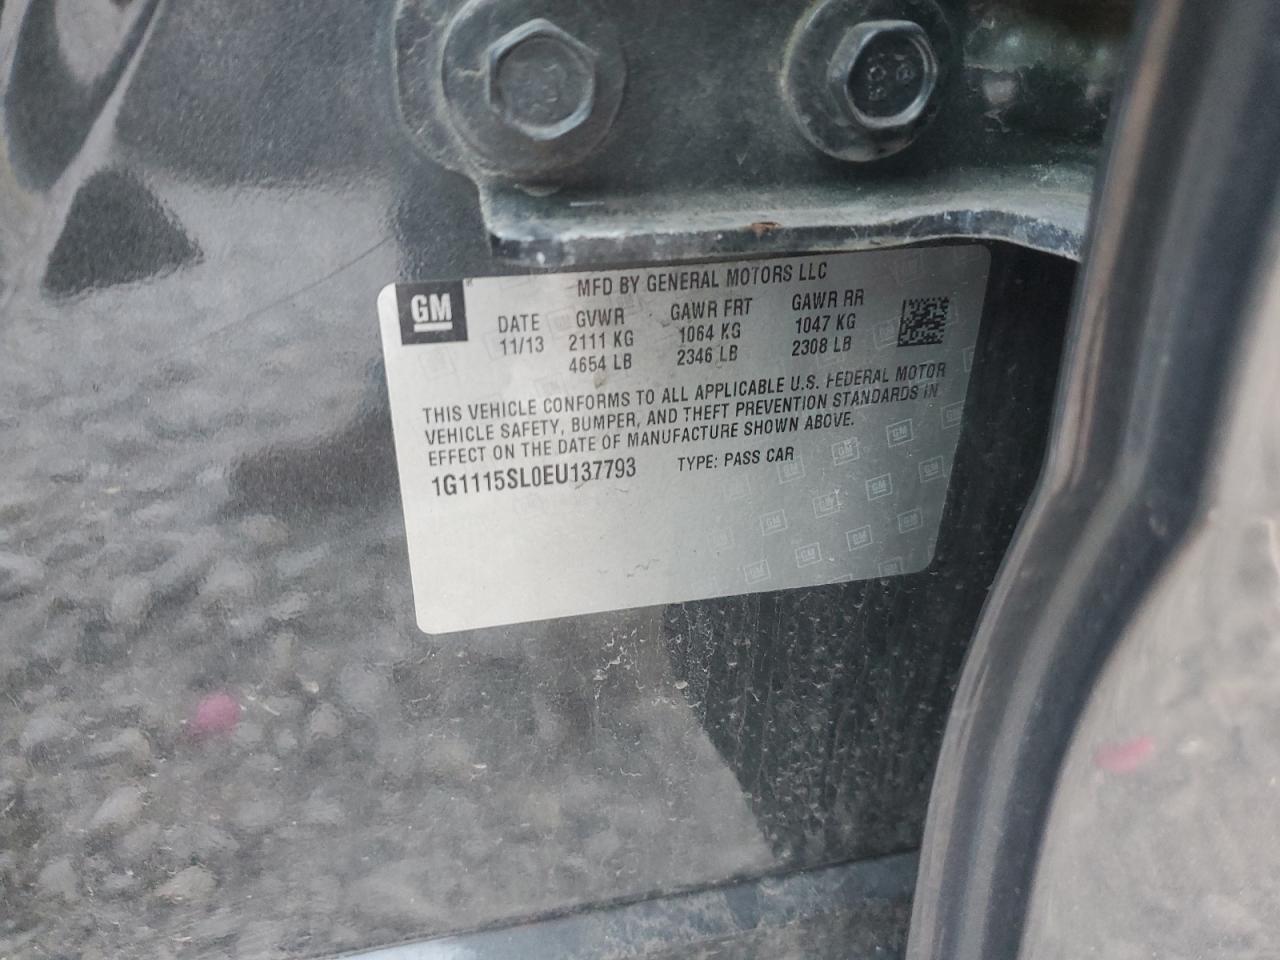 GM
MFD BY GENERAL MOTORS LLC
DATE GVWR GAWR FRT GAWR RR
11/13 2111 KG 1064 KG 1047 KG
4654 LB 2346 LB 2308 LB
THIS VEHICLE CONFORMS TO ALL APPLICABLE U.S. FEDERAL MOTOR
VEHICLE SAFETY, BUMPER, AND THEFT PREVENTION STANDARDS IN
EFFECT ON THE DATE OF MANUFACTURE SHOWN ABOVE.
1G1115SL0EU137793 TYPE: PASS CAR